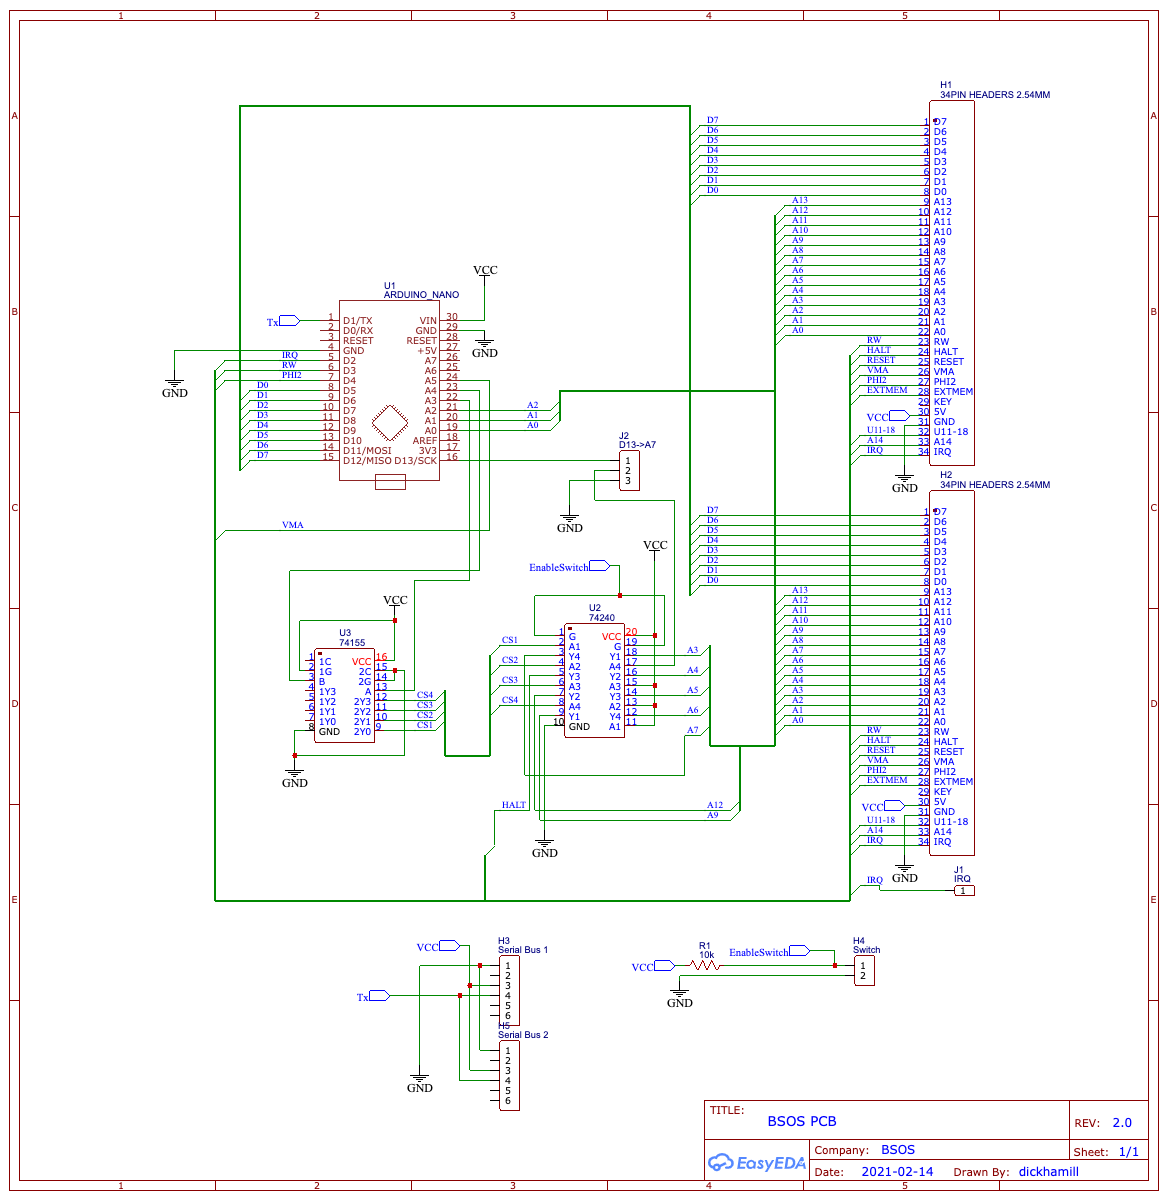 1 2 3 4 5
A
B
C
D
E
A
B
C
D
E
H1
34PIN HEADERS 2.54MM
D7 1 D7
D6 2 D6
D5 3 D5
D4 4 D4
D3 5 D3
D2 6 D2
D1 7 D1
D0 8 D0
A13 9 A13
A12 10 A12
A11 11 A11
A10 12 A10
A9 13 A9
A8 14 A8
A7 15 A7
A6 16 A6
A5 17 A5
A4 18 A4
A3 19 A3
A2 20 A2
A1 21 A1
A0 22 A0
RW 23 RW
HALT 24 HALT
RESET 25 RESET
VMA 26 VMA
PHI2 27 PHI2
EXTMEM 28 EXTMEM
29 KEY
VCC 30 5V
31 GND
U11-18 32 U11-18
A14 33 A14
IRQ 34 IRQ
GND
U1
ARDUINO_NANO
VCC
GND
Tx
GND
1 D1/TX VIN 30
2 D0/RX GND 29
3 RESET RESET 28
4 GND +5V 27
IRQ 5 D2 A7 26
RW 6 D3 A6 25
PHI2 7 D4 A5 24
D0 8 D5 A4 23
D1 9 D6 A3 22
D2 10 D7 A2 21 A2
D3 11 D8 A1 20 A1
D4 12 D9 A0 19 A0
D5 13 D10 AREF 18
D6 14 D11/MOSI 3V3 17
D7 15 D12/MISO D13/SCK 16
J2
D13->A7
1
2
3
GND
VMA
H2
34PIN HEADERS 2.54MM
D7 1 D7
D6 2 D6
D5 3 D5
D4 4 D4
D3 5 D3
D2 6 D2
D1 7 D1
D0 8 D0
A13 9 A13
A12 10 A12
A11 11 A11
A10 12 A10
A9 13 A9
A8 14 A8
A7 15 A7
A6 16 A6
A5 17 A5
A4 18 A4
A3 19 A3
A2 20 A2
A1 21 A1
A0 22 A0
RW 23 RW
HALT 24 HALT
RESET 25 RESET
VMA 26 VMA
PHI2 27 PHI2
EXTMEM 28 EXTMEM
29 KEY
VCC 30 5V
31 GND
U11-18 32 U11-18
A14 33 A14
IRQ 34 IRQ
GND
J1
IRQ
IRQ 1
VCC
U3
74155
1 1C VCC 16
2 1G 2C 15
3 B 2G 14
4 1Y3 A 13
5 1Y2 2Y3 12 CS4
6 1Y1 2Y2 11 CS3
7 1Y0 2Y1 10 CS2
8 GND 2Y0 9 CS1
GND
EnableSwitch
VCC
U2
74240
1 G VCC 20
CS1 2 A1 G 19
3 Y4 Y1 18 A3
CS2 4 A2 A4 17
5 Y3 Y2 16 A4
CS3 6 A3 A3 15
7 Y2 Y3 14 A5
CS4 8 A4 A2 13
9 Y1 Y4 12 A6
10 GND A1 11
A7
HALT
A12
A9
GND
VCC
Tx
GND
H3
Serial Bus 1
1
2
3
4
5
6
H5
Serial Bus 2
1
2
3
4
5
6
VCC
R1
10k
EnableSwitch
GND
H4
Switch
1
2
TITLE:
BSOS PCB
REV: 2.0
EasyEDA
Company: BSOS
Sheet: 1/1
Date: 2021-02-14 Drawn By: dickhamill
1 2 3 4 5